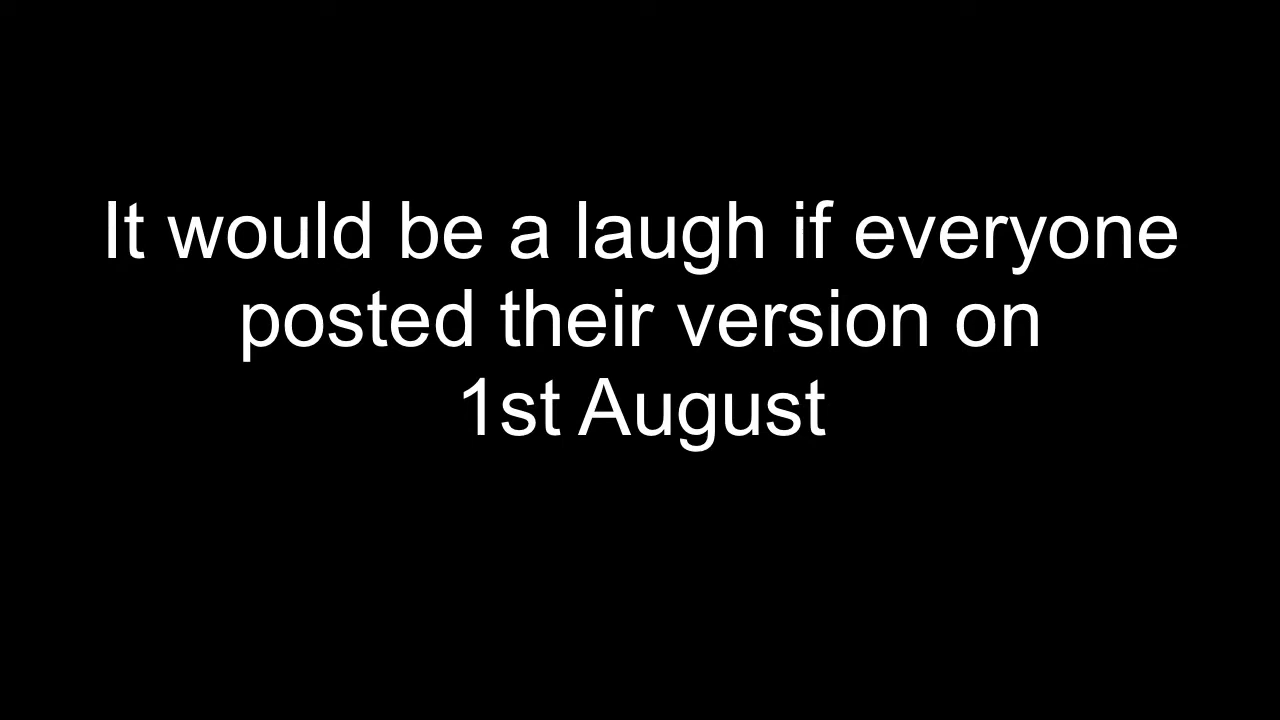 It would be a laugh if everyone
posted their version on
1st August